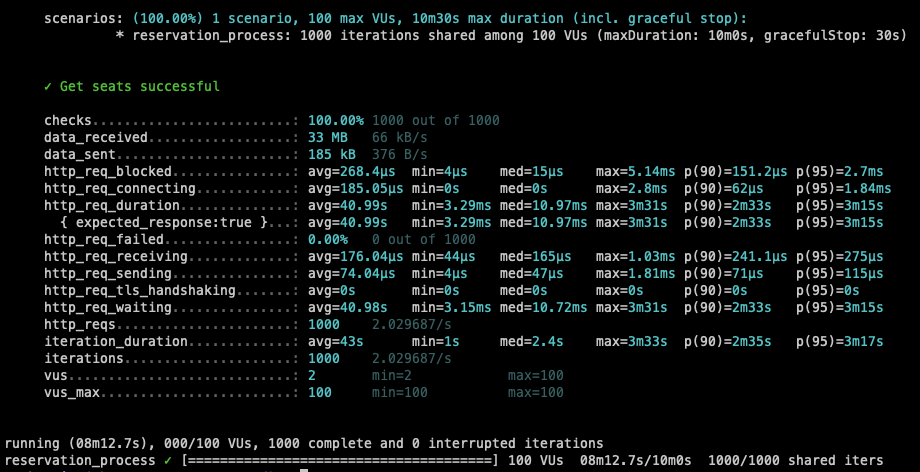 scenarios: (100.00%) 1 scenario, 100 max VUs, 10m30s max duration (incl. graceful stop):
* reservation_process: 1000 iterations shared among 100 VUs (maxDuration: 10m0s, gracefulStop: 30s)
✓ Get seats successful
checks.........................: 100.00% 1000 out of 1000
data_received..................: 33 MB 66 kB/s
data_sent......................: 185 kB 376 B/s
http_req_blocked...............: avg=268.4µs min=4µs med=15µs max=5.14ms p(90)=151.2µs p(95)=2.7ms
http_req_connecting............: avg=185.05µs min=0s med=0s max=2.8ms p(90)=62µs p(95)=1.84ms
http_req_duration..............: avg=40.99s min=3.29ms med=10.97ms max=3m31s p(90)=2m33s p(95)=3m15s
{ expected_response:true }...: avg=40.99s min=3.29ms med=10.97ms max=3m31s p(90)=2m33s p(95)=3m15s
http_req_failed................: 0.00% 0 out of 1000
http_req_receiving.............: avg=176.04µs min=44µs med=165µs max=1.03ms p(90)=241.1µs p(95)=275µs
http_req_sending...............: avg=74.04µs min=4µs med=47µs max=1.81ms p(90)=71µs p(95)=115µs
http_req_tls_handshaking.......: avg=0s min=0s med=0s max=0s p(90)=0s p(95)=0s
http_req_waiting...............: avg=40.98s min=3.15ms med=10.72ms max=3m31s p(90)=2m33s p(95)=3m15s
http_reqs......................: 1000 2.029687/s
iteration_duration.............: avg=43s min=1s med=2.4s max=3m33s p(90)=2m35s p(95)=3m17s
iterations.....................: 1000 2.029687/s
vus............................: 2 min=2 max=100
vus_max........................: 100 min=100 max=100
running (08m12.7s), 000/100 VUs, 1000 complete and 0 interrupted iterations
reservation_process ✓ [======================================] 100 VUs 08m12.7s/10m0s 1000/1000 shared iters